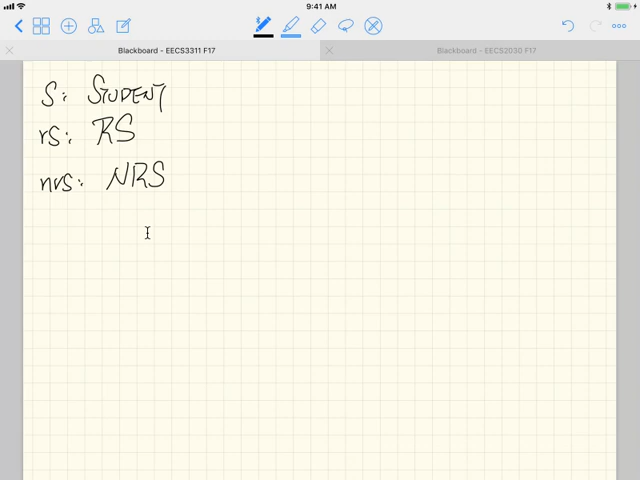 9:41 AM
Blackboard - EECS3311 F17
Blackboard - EECS2030 F17
S: STUDENT
rs: RS
nrs: NRS